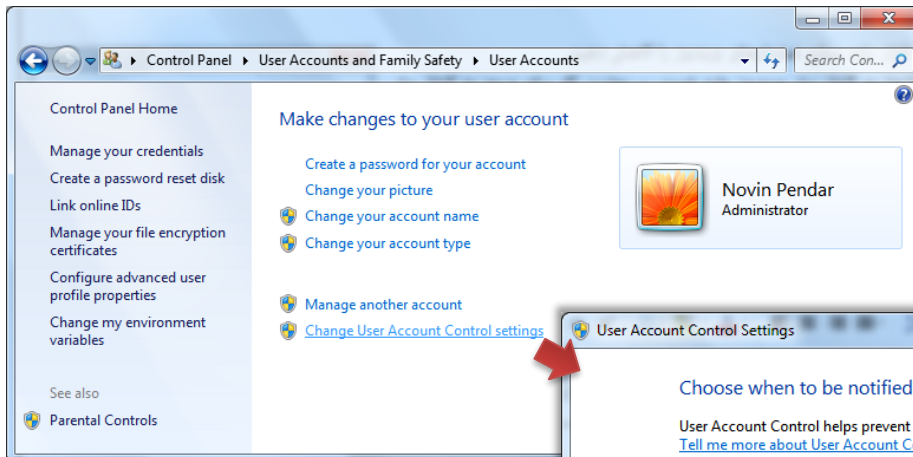 Control Panel ▸ User Accounts and Family Safety ▸ User Accounts
Search Con...
Control Panel Home
Manage your credentials
Create a password reset disk
Link online IDs
Manage your file encryption
certificates
Configure advanced user
profile properties
Change my environment
variables
See also
Parental Controls
Make changes to your user account
Create a password for your account
Change your picture
Change your account name
Change your account type
Manage another account
Change User Account Control settings
Novin Pendar
Administrator
User Account Control Settings
Choose when to be notified
User Account Control helps prevent
Tell me more about User Account C